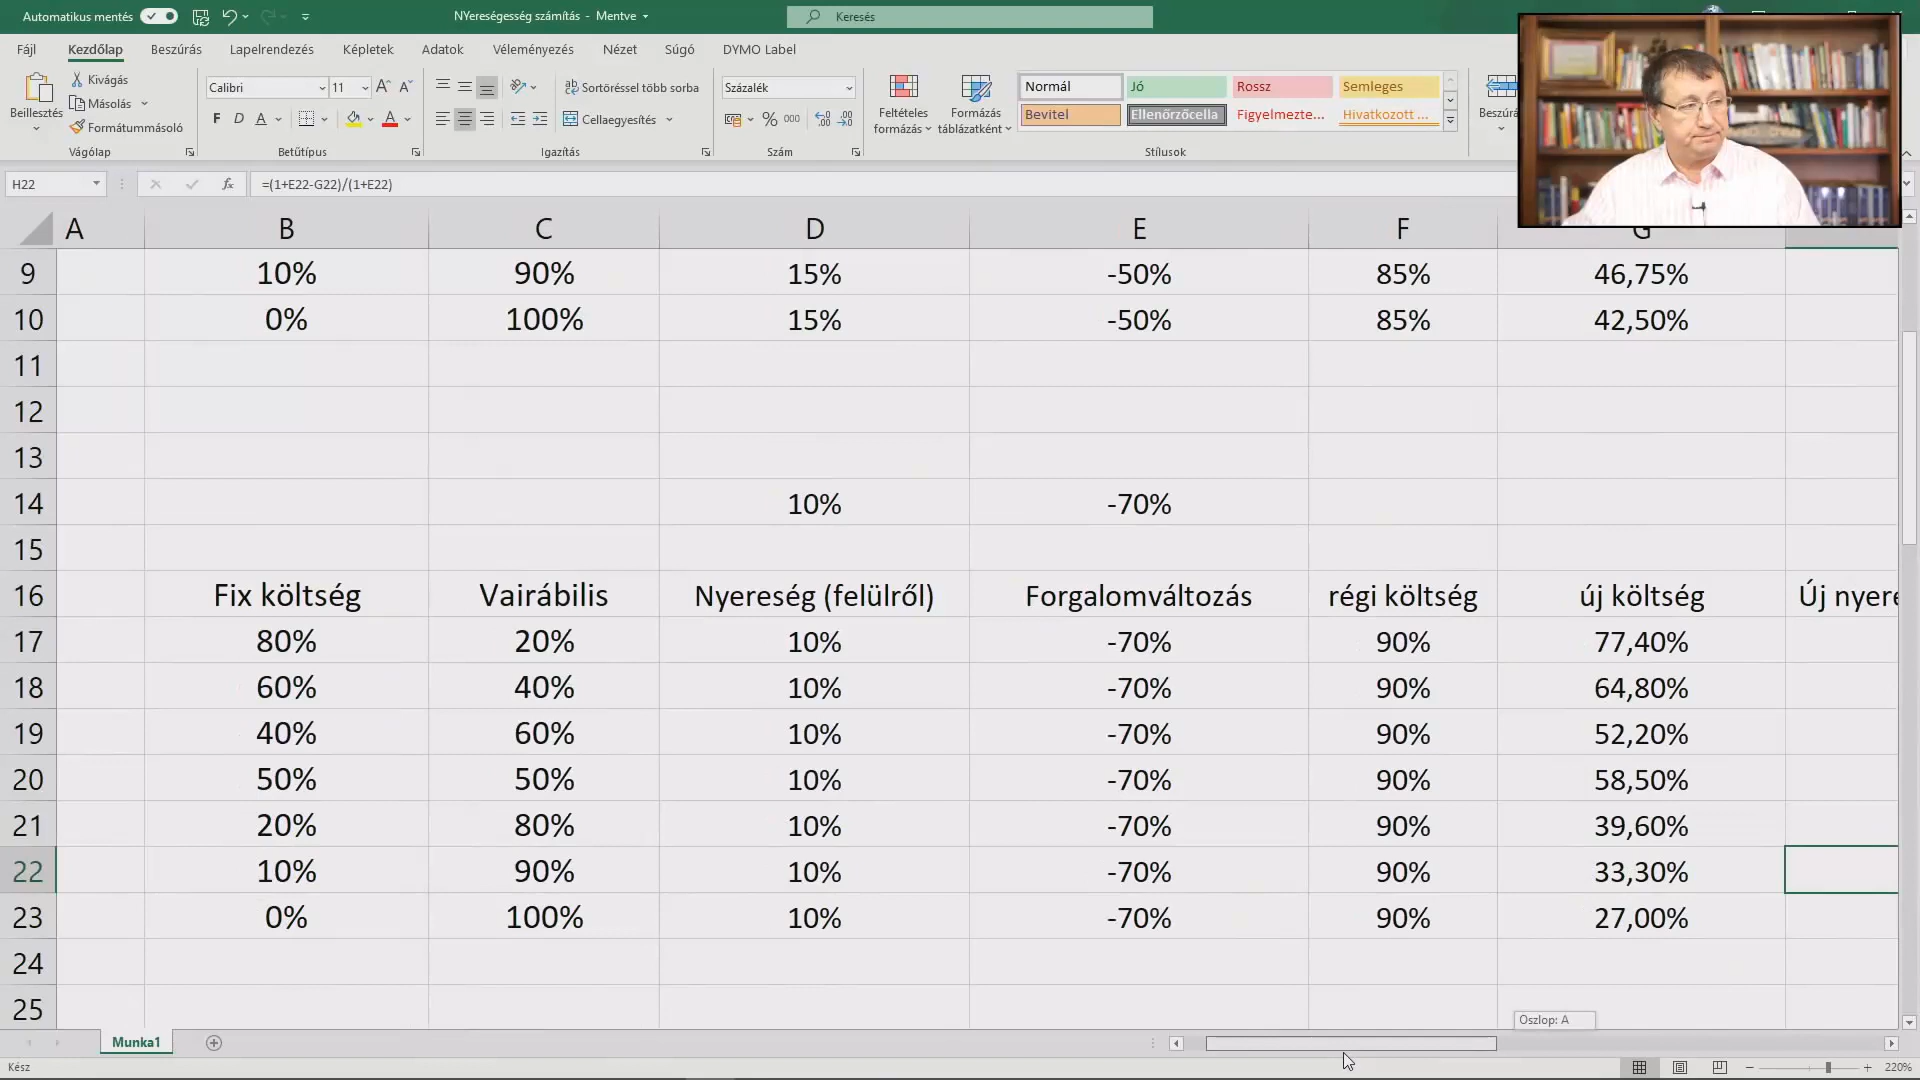 Automatikus mentés
NYereségesség számítás - Mentve
Keresés
Fájl Kezdőlap Beszúrás Lapelrendezés Képletek Adatok Véleményezés Nézet Súgó DYMO Label
Beillesztés
Kivágás
Másolás
Formátummásoló
Vágólap
Calibri 11
F D A
Betűtípus
Sortöréssel több sorba
Cellaegyesítés
Igazítás
Százalék
% 000
Szám
Feltételes formázás
Formázás táblázatként
Normál Jó Rossz Semleges
Bevitel Ellenőrzőcella Figyelmezte... Hivatkozott ...
Stílusok
Beszúrá
H22 fx =(1+E22-G22)/(1+E22)
A B C D E F G
9 10% 90% 15% -50% 85% 46,75%
10 0% 100% 15% -50% 85% 42,50%
11
12
13
14 10% -70%
15
16 Fix költség Vairábilis Nyereség (felülről) Forgalomváltozás régi költség új költség Új nyere
17 80% 20% 10% -70% 90% 77,40%
18 60% 40% 10% -70% 90% 64,80%
19 40% 60% 10% -70% 90% 52,20%
20 50% 50% 10% -70% 90% 58,50%
21 20% 80% 10% -70% 90% 39,60%
22 10% 90% 10% -70% 90% 33,30%
23 0% 100% 10% -70% 90% 27,00%
24
25
Oszlop: A
Munka1
Kész
220%